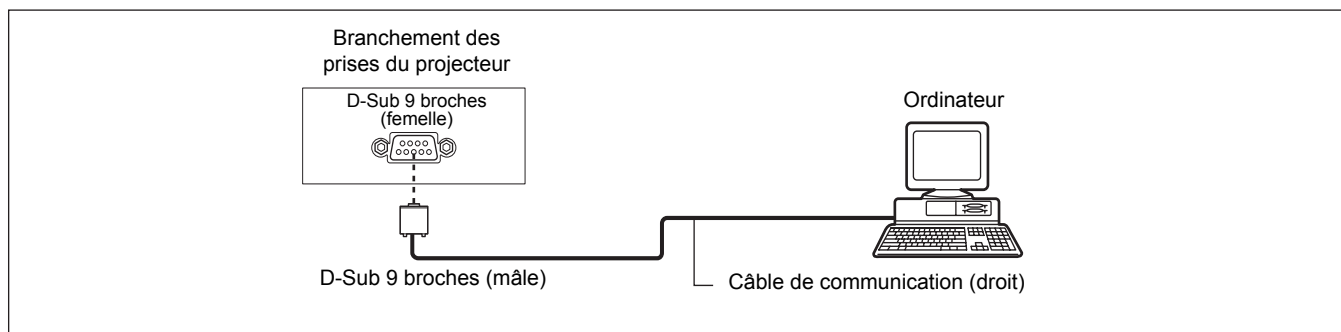 Branchement des
prises du projecteur
D-Sub 9 broches
(femelle)
Ordinateur
D-Sub 9 broches (mâle)
Câble de communication (droit)